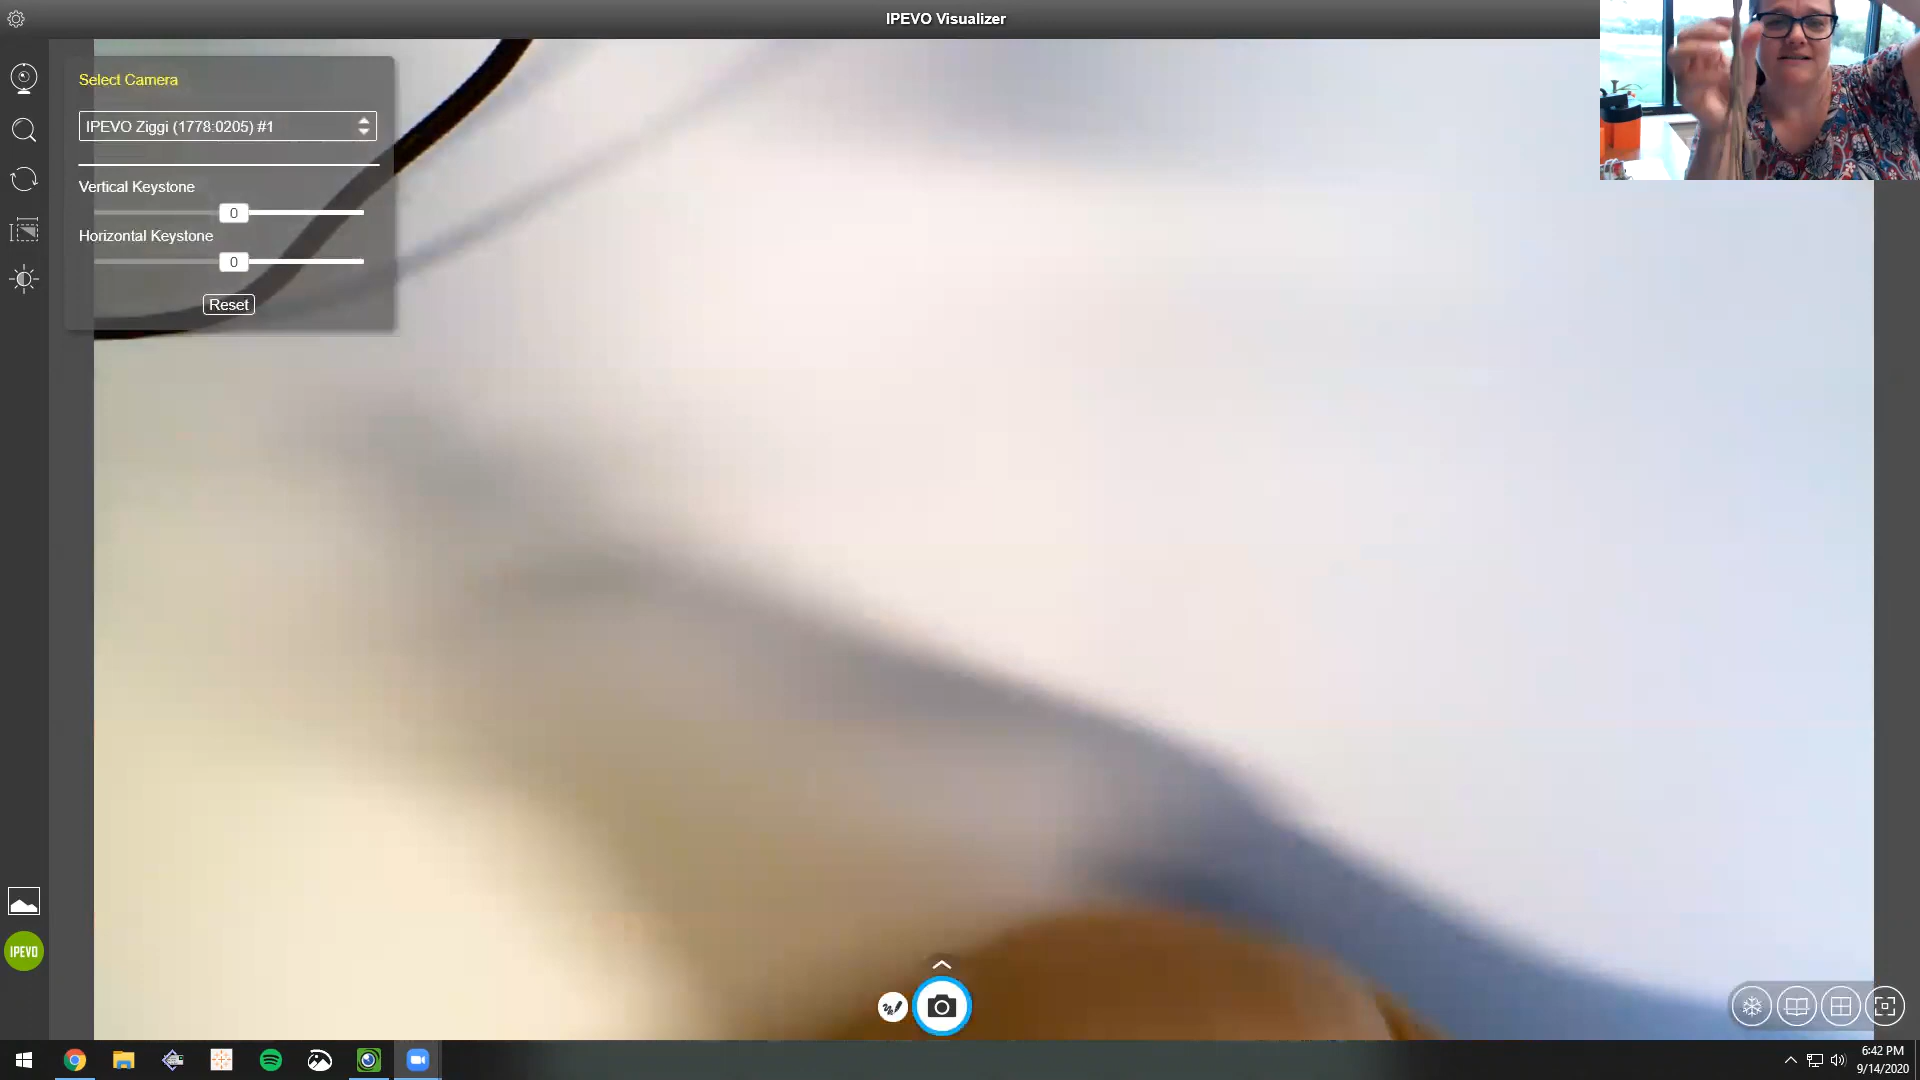 IPEVO Visualizer
Select Camera
IPEVO Ziggi (1778:0205) #1
Vertical Keystone
0
Horizontal Keystone
0
Reset
IPEVO
6:42 PM
9/14/2020